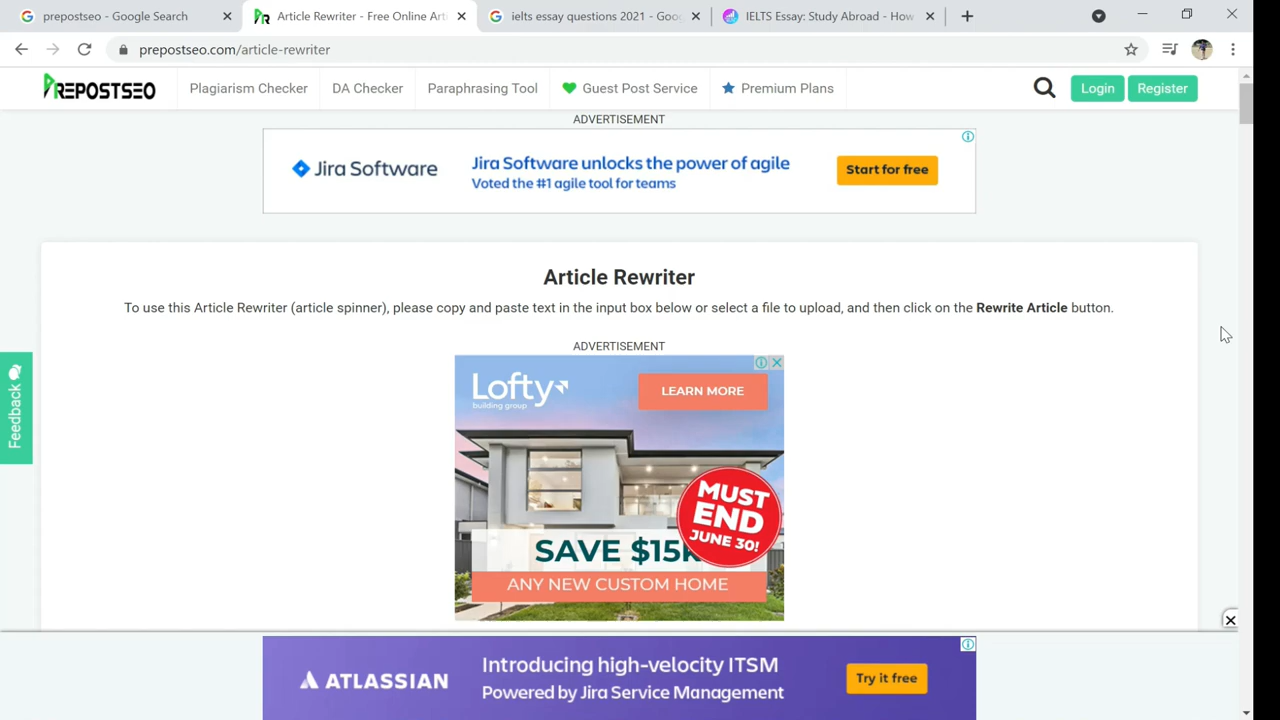 prepostseo - Google Search
Article Rewriter - Free Online Art
ielts essay questions 2021 - Goo
IELTS Essay: Study Abroad - How
prepostseo.com/article-rewriter
PREPOSTSEO
Plagiarism Checker
DA Checker
Paraphrasing Tool
Guest Post Service
Premium Plans
Login
Register
ADVERTISEMENT
Jira Software
Jira Software unlocks the power of agile
Voted the #1 agile tool for teams
Start for free
Article Rewriter
To use this Article Rewriter (article spinner), please copy and paste text in the input box below or select a file to upload, and then click on the Rewrite Article button.
ADVERTISEMENT
Lofty
building group
LEARN MORE
MUST
END
JUNE 30!
SAVE $15k
ANY NEW CUSTOM HOME
Feedback
ATLASSIAN
Introducing high-velocity ITSM
Powered by Jira Service Management
Try it free